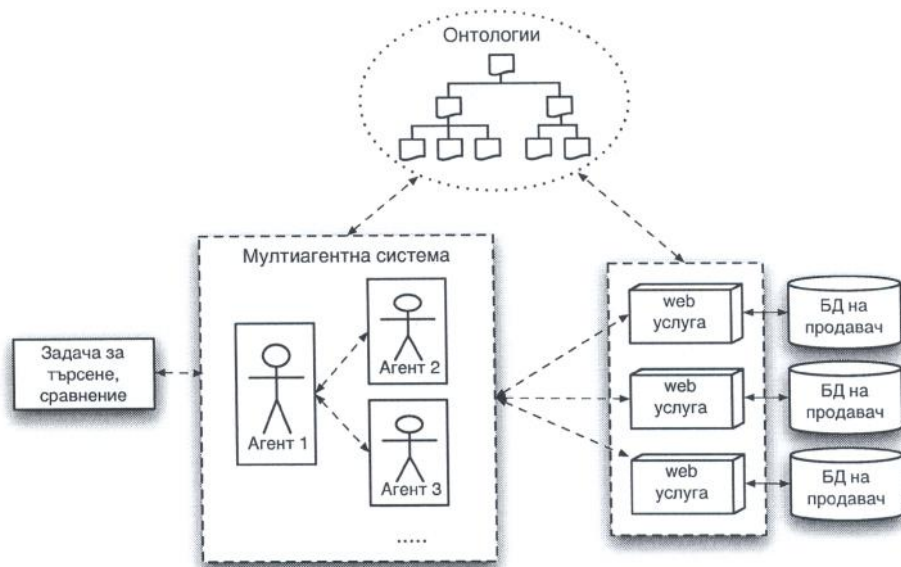 Онтологии
Мултиагентна система
Задача за
търсене,
сравнение
Агент 1
Агент 2
Агент 3
.....
web
услуга
web
услуга
web
услуга
БД на
продавач
БД на
продавач
БД на
продавач